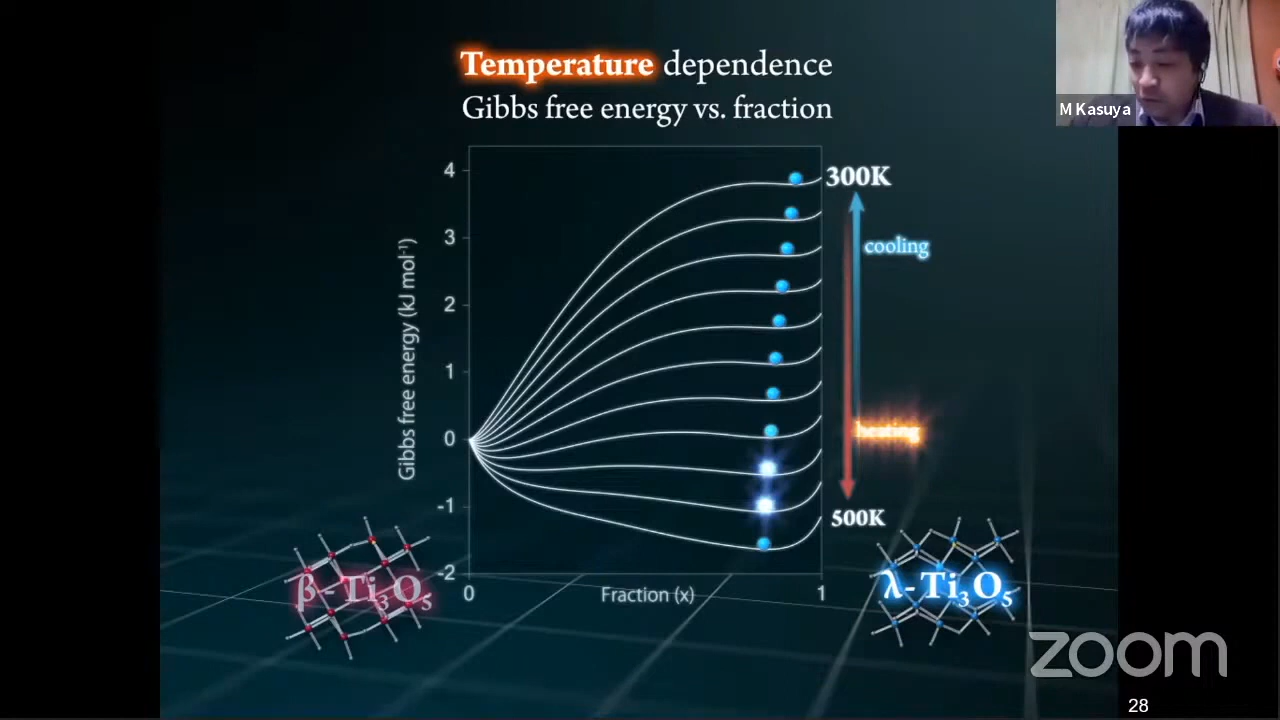 Temperature dependence
Gibbs free energy vs. fraction
M Kasuya
4
3
2
1
0
-1
-2
Gibbs free energy (kJ mol⁻¹)
300K
cooling
heating
500K
β-Ti₃O₅
0
Fraction (x)
1
λ-Ti₃O₅
zoom
28